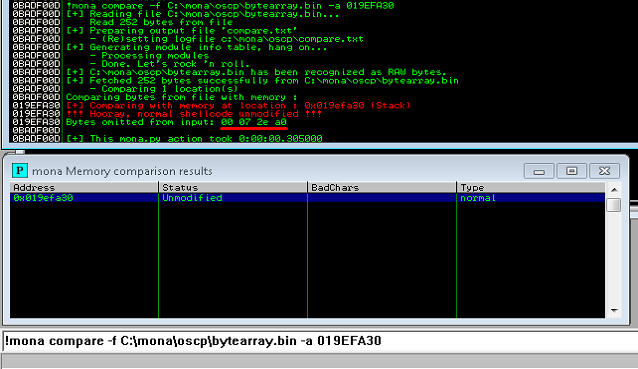 0BADF00D !mona compare -f C:\mona\oscp\bytearray.bin -a 019EFA30
0BADF00D [+] Reading file C:\mona\oscp\bytearray.bin...
0BADF00D Read 252 bytes from file
0BADF00D [+] Preparing output file 'compare.txt'
0BADF00D - (Re)setting logfile c:\mona\oscp\compare.txt
0BADF00D [+] Generating module info table, hang on...
0BADF00D - Processing modules
0BADF00D - Done. Let's rock 'n roll.
0BADF00D [+] C:\mona\oscp\bytearray.bin has been recognized as RAW bytes.
0BADF00D [+] Fetched 252 bytes successfully from C:\mona\oscp\bytearray.bin
0BADF00D - Comparing 1 location(s)
0BADF00D Comparing bytes from file with memory :
019EFA30 [+] Comparing with memory at location : 0x019efa30 (Stack)
019EFA30 !!! Hooray, normal shellcode unmodified !!!
019EFA30 Bytes omitted from input: 00 07 2e a0
0BADF00D
0BADF00D [+] This mona.py action took 0:00:00.305000
P mona Memory comparison results
Address Status BadChars Type
0x019efa30 Unmodified normal
!mona compare -f C:\mona\oscp\bytearray.bin -a 019EFA30